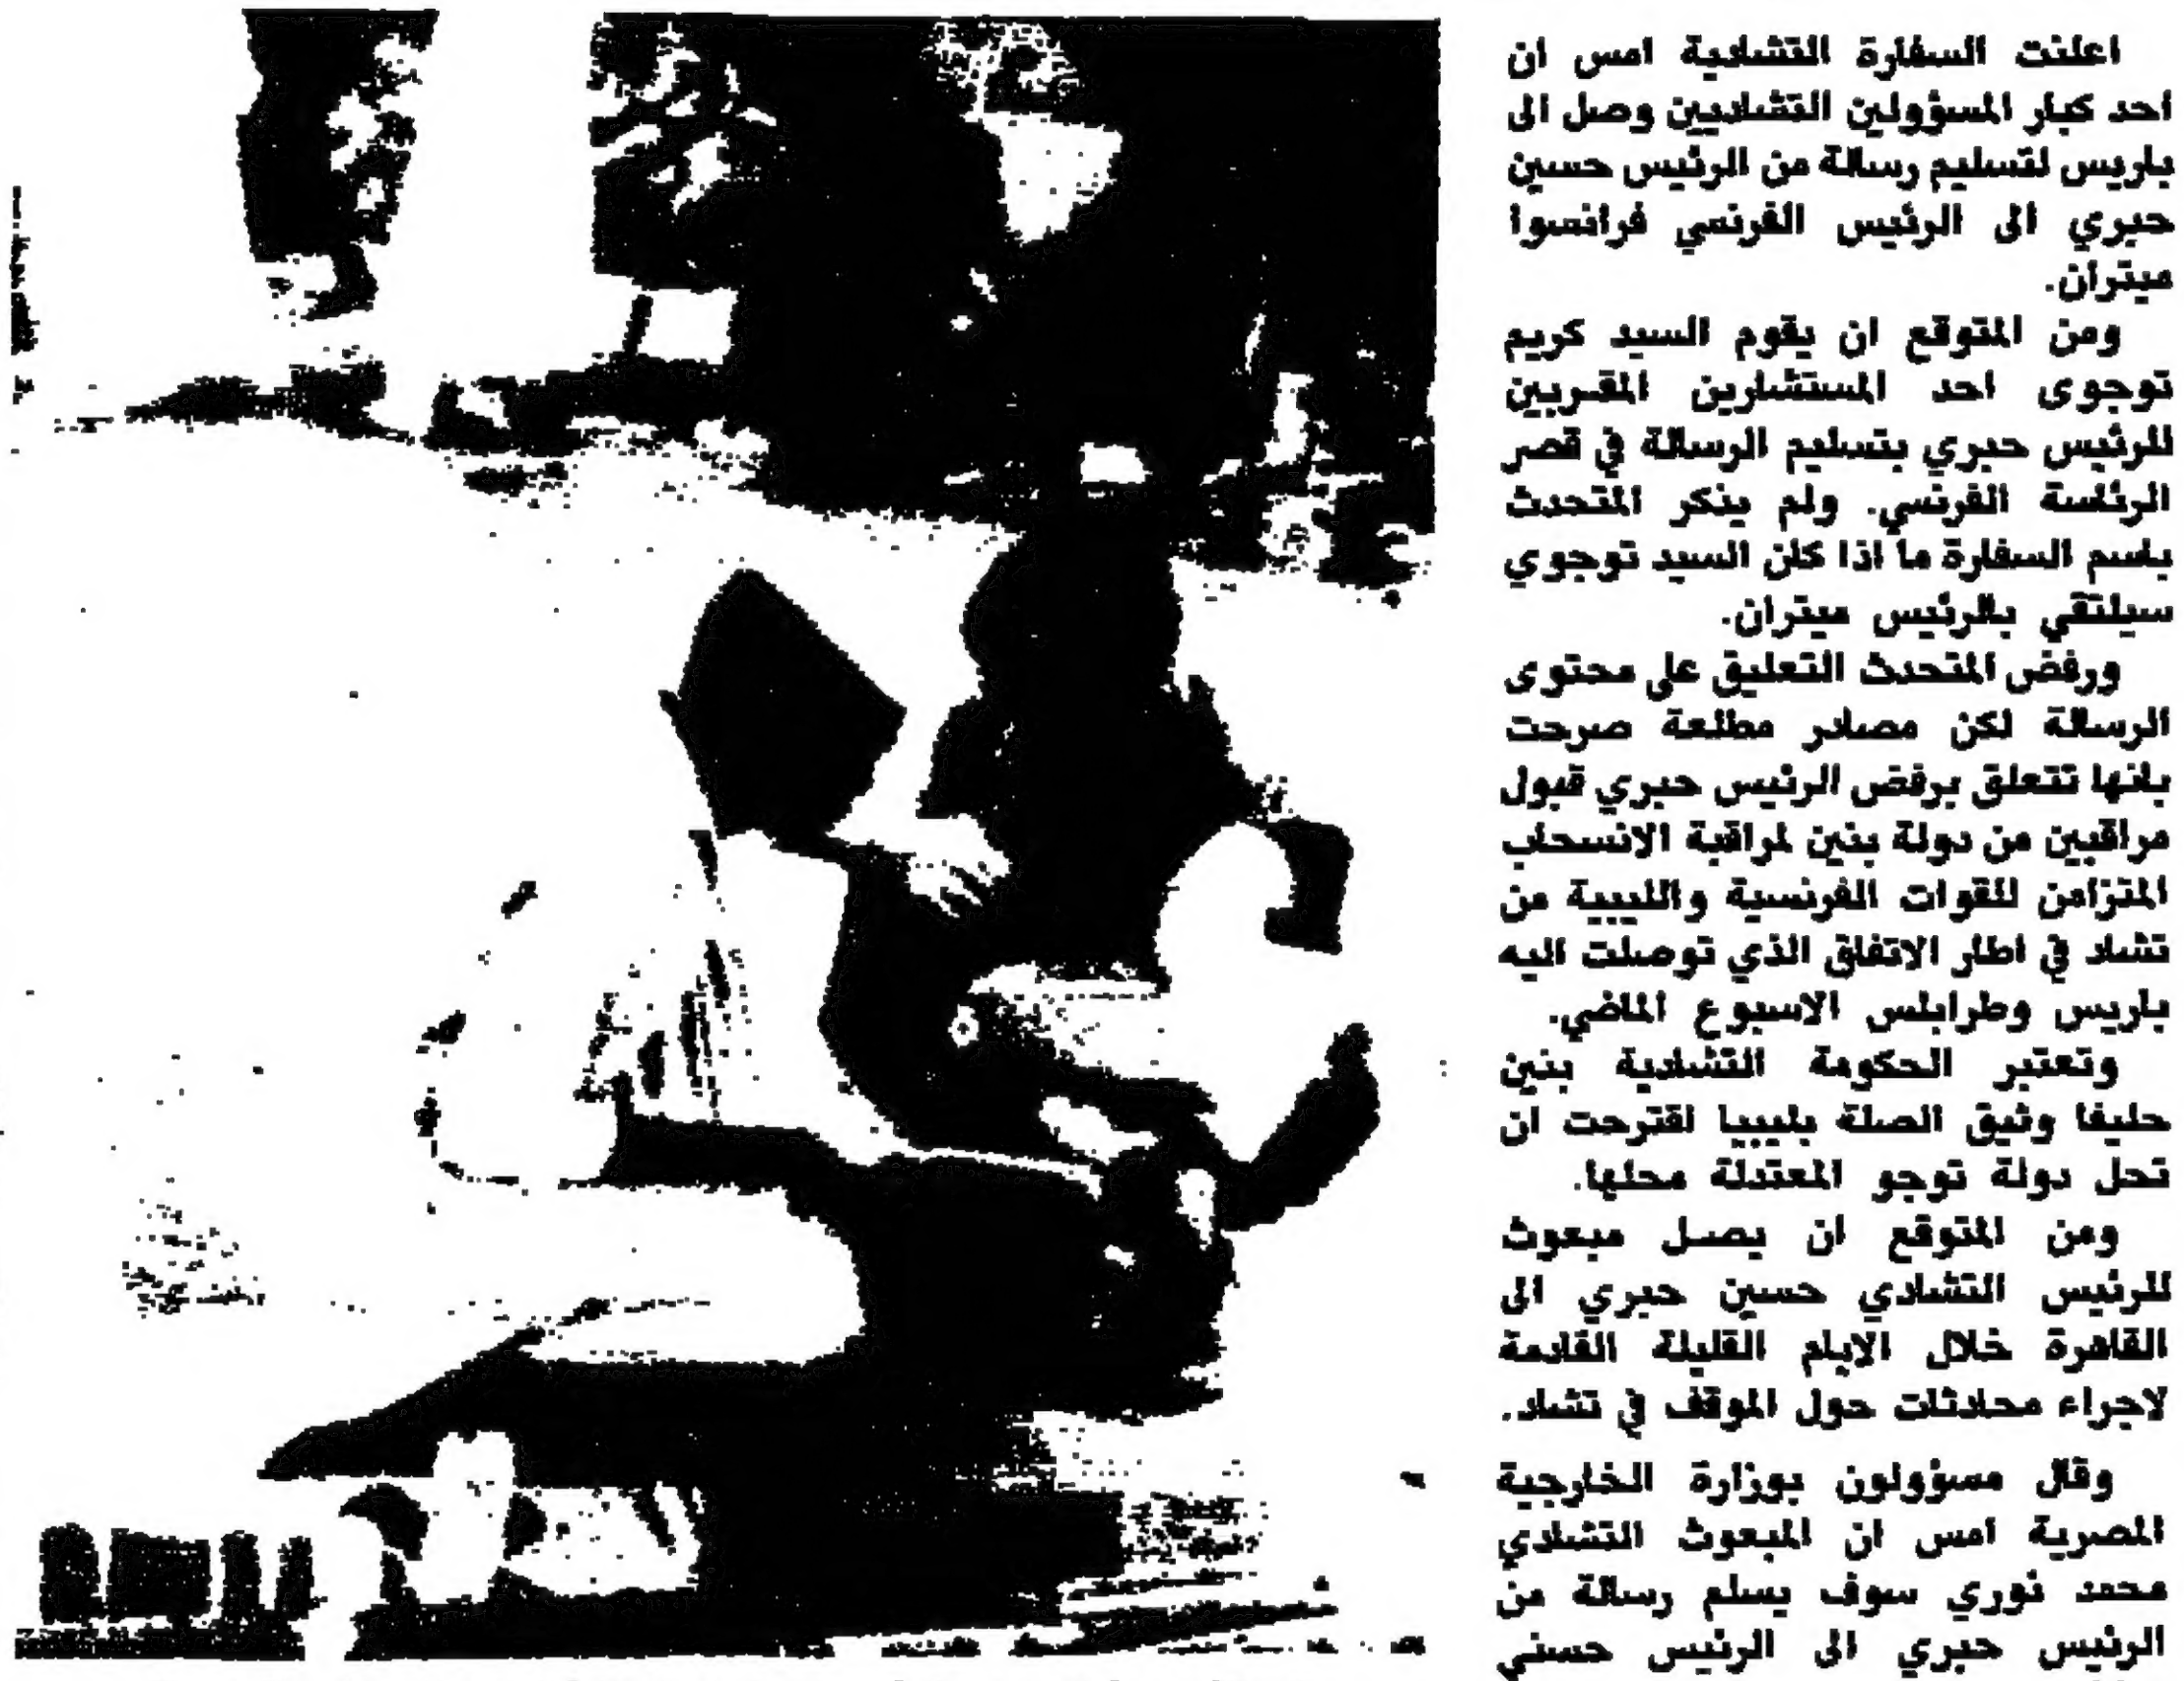 اعلنت السفارة التشادية امس ان
احد كبار المسؤولين التشاديين وصل الى
باريس لتسليم رسالة من الرئيس حسين
حبري الى الرئيس الفرنسي فرانسوا
ميتران.
ومن المتوقع ان يقوم السيد كريم
توجوى احد المستشارين المقربين
للرئيس حبري بتسليم الرسالة في قصر
الرئاسة الفرنسي. ولم يذكر المتحدث
باسم السفارة ما اذا كان السيد توجوي
سيلتقي بالرئيس ميتران.
ورفض المتحدث التعليق على محتوى
الرسالة لكن مصادر مطلعة صرحت
بانها تتعلق برفض الرئيس حبري قبول
مراقبين من دولة بنين لمراقبة الانسحاب
المتزامن للقوات الفرنسية والليبية من
تشاد في اطار الاتفاق الذي توصلت اليه
باريس وطرابلس الاسبوع الماضي.
وتعتبر الحكومة التشادية بنين
حليفا وثيق الصلة بليبيا اقترحت ان
تحل دولة توجو المعتدلة محلها.
ومن المتوقع ان يصل مبعوث
للرئيس التشادي حسين حبري الى
القاهرة خلال الايام القليلة القادمة
لاجراء محادثات حول الموقف في تشاد.
وقال مسؤولون بوزارة الخارجية
المصرية امس ان المبعوث التشادي
محمد نوري سوف يسلم رسالة من
الرئيس حبري الى الرئيس حسني